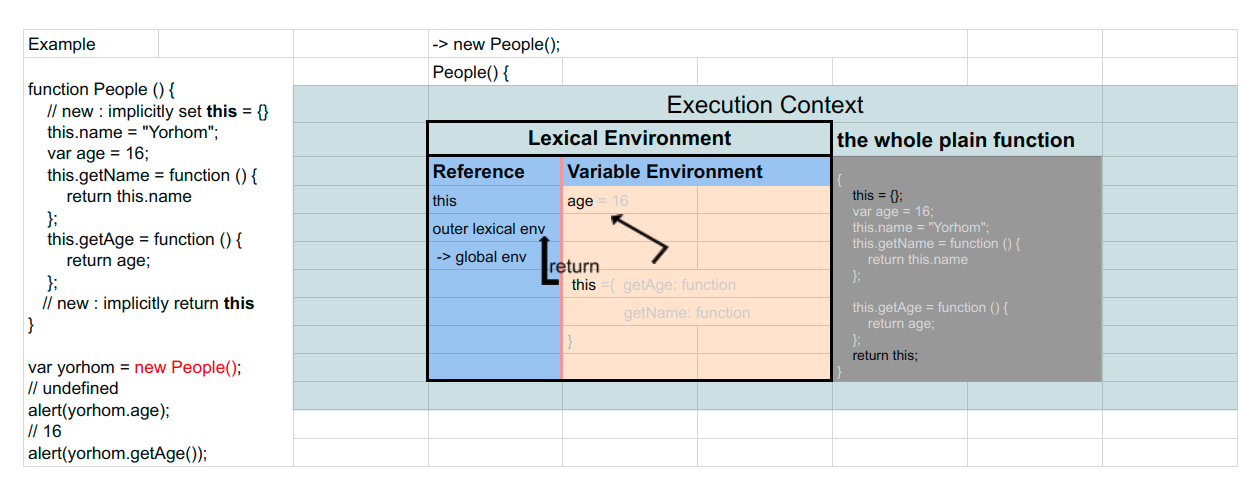 Example
function People () {
// new : implicitly set this = {}
this.name = "Yorhom";
var age = 16;
this.getName = function () {
return this.name
};
this.getAge = function () {
return age;
};
// new : implicitly return this
}
var yorhom = new People();
// undefined
alert(yorhom.age);
// 16
alert(yorhom.getAge());
-> new People();
People() {
Execution Context
Lexical Environment
the whole plain function
Reference
Variable Environment
this
age = 16
outer lexical env
-> global env
return
this ={ getAge: function
getName: function
}
{
this = {};
var age = 16;
this.name = "Yorhom";
this.getName = function () {
return this.name
};
this.getAge = function () {
return age;
};
return this;
}